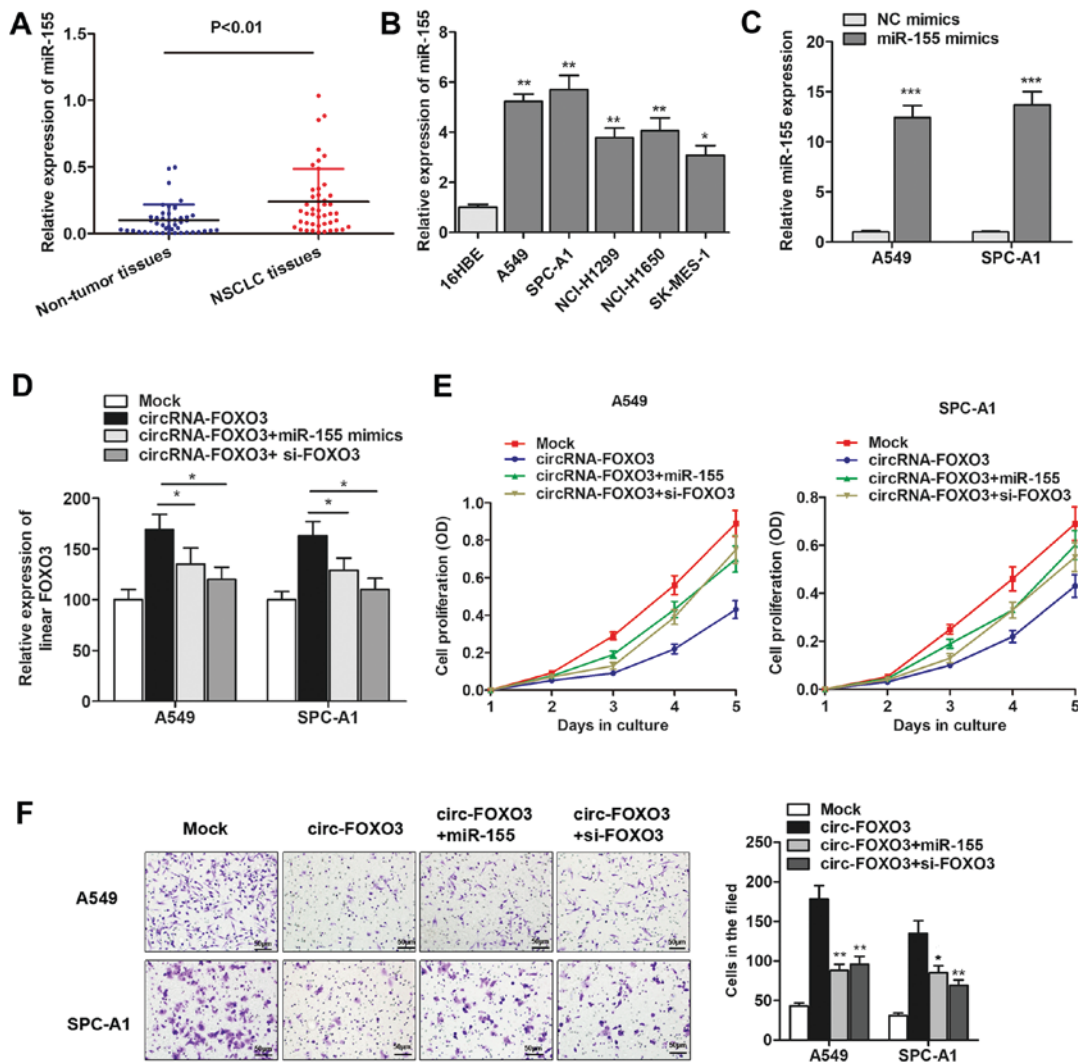 A
Relative expression of miR-155
P<0.01
1.5
1.0
0.5
0.0
Non-tumor tissues
NSCLC tissues
B
Relative expression of miR-155
8
6
4
2
0
**
**
**
**
*
16HBE
A549
SPC-A1
NCI-H1299
NCI-H1650
SK-MES-1
C
NC mimics
miR-155 mimics
Relative miR-155 expression
20
15
10
5
0
***
***
A549
SPC-A1
D
Mock
circRNA-FOXO3
circRNA-FOXO3+miR-155 mimics
circRNA-FOXO3+ si-FOXO3
Relative expression of
linear FOXO3
200
150
100
50
0
*
*
*
*
A549
SPC-A1
E
A549
Mock
circRNA-FOXO3
circRNA-FOXO3+miR-155
circRNA-FOXO3+si-FOXO3
Cell proliferation (OD)
1.0
0.8
0.6
0.4
0.2
0.0
1 2 3 4 5
Days in culture
SPC-A1
Mock
circRNA-FOXO3
circRNA-FOXO3+miR-155
circRNA-FOXO3+si-FOXO3
Cell proliferation (OD)
0.8
0.6
0.4
0.2
0.0
1 2 3 4 5
Days in culture
F
Mock
circ-FOXO3
circ-FOXO3
+miR-155
circ-FOXO3
+si-FOXO3
A549
50μm
50μm
50μm
50μm
SPC-A1
50μm
50μm
50μm
50μm
Mock
circ-FOXO3
circ-FOXO3+miR-155
circ-FOXO3+si-FOXO3
Cells in the filed
250
200
150
100
50
0
**
**
*
**
A549
SPC-A1